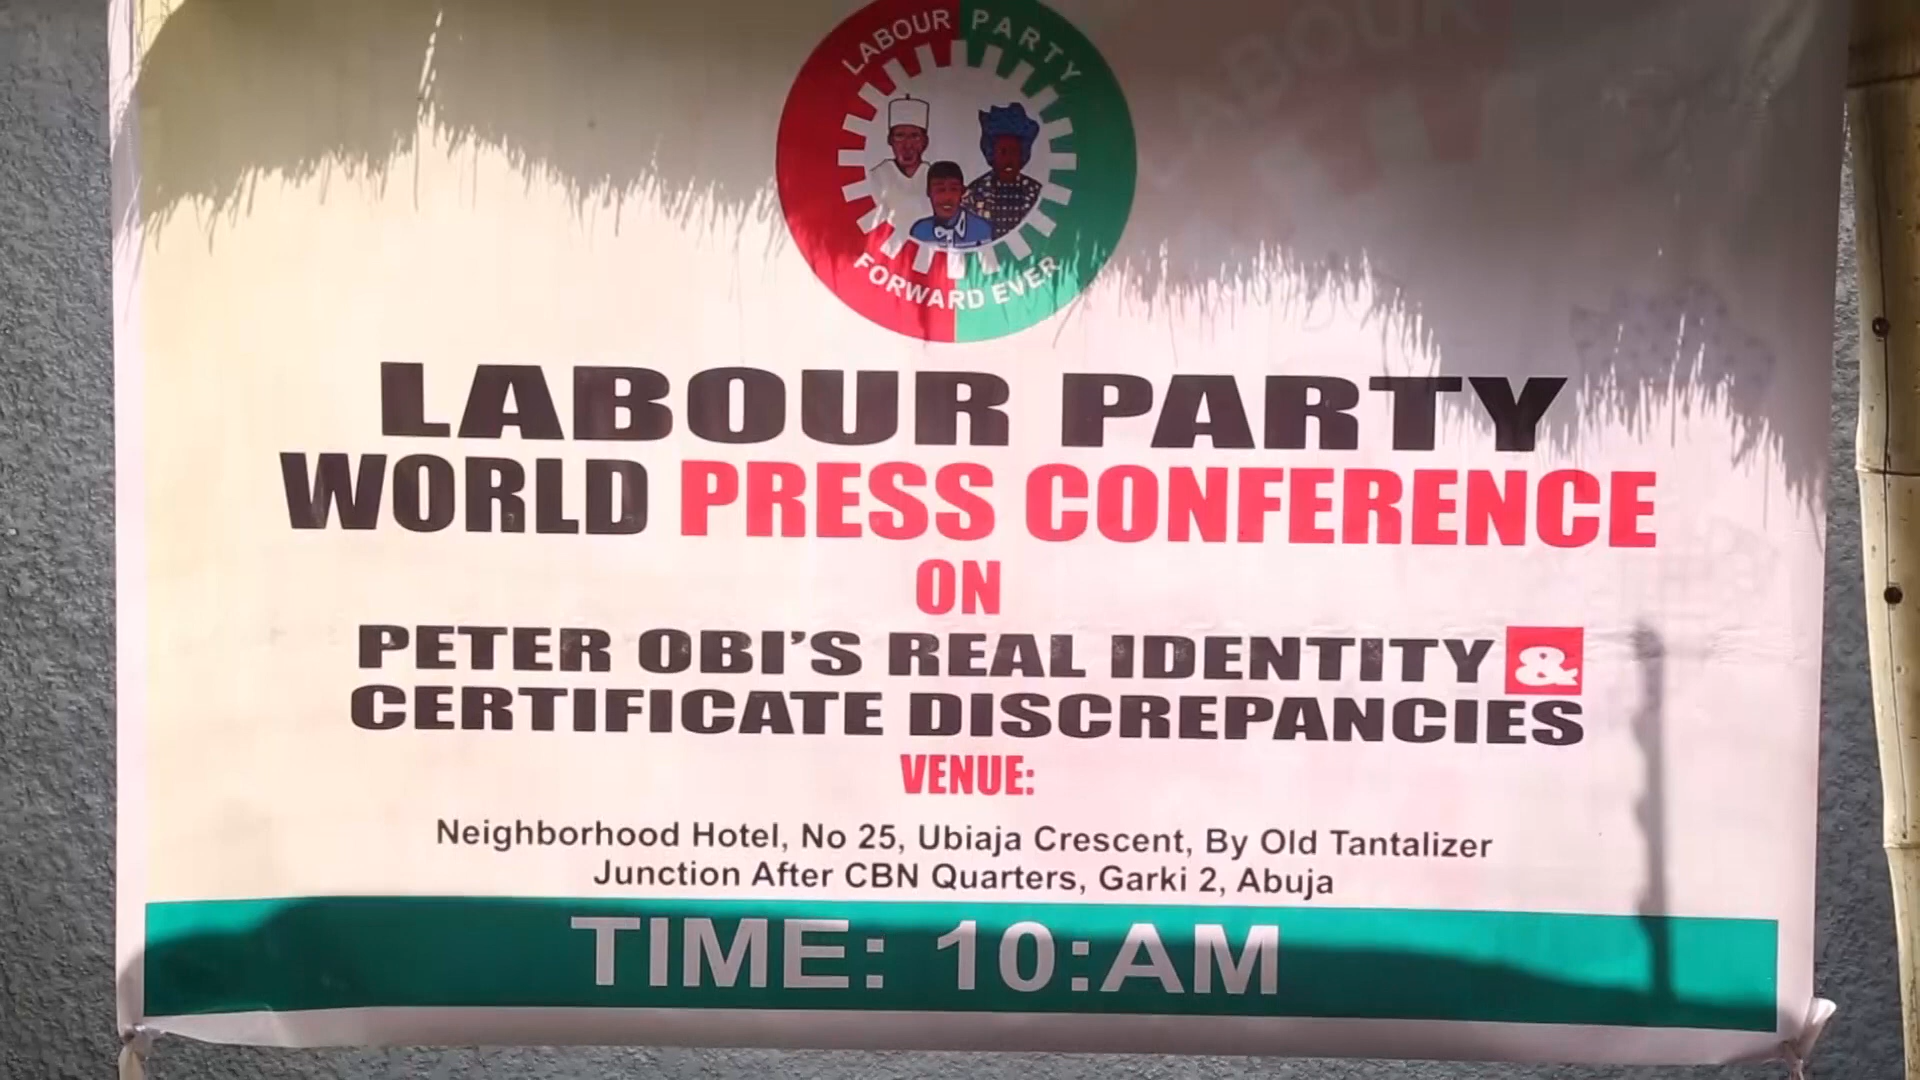 LABOUR PARTY
FORWARD EVER
LABOUR PARTY
WORLD PRESS CONFERENCE
ON
PETER OBI'S REAL IDENTITY &
CERTIFICATE DISCREPANCIES
VENUE:
Neighborhood Hotel, No 25, Ubiaja Crescent, By Old Tantalizer
Junction After CBN Quarters, Garki 2, Abuja
TIME: 10:AM